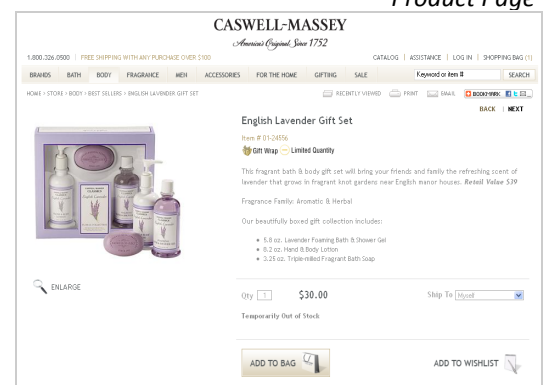 Product Page
CASWELL-MASSEY
America's Original Since 1752
1.800.326.0500 | FREE SHIPPING WITH ANY PURCHASE OVER $100
CATALOG | ASSISTANCE | LOG IN | SHOPPING BAG (1)
BRANDS BATH BODY FRAGRANCE MEN ACCESSORIES FOR THE HOME GIFTING SALE Keyword or item # SEARCH
HOME > STORE > BODY > BEST SELLERS > ENGLISH LAVENDER GIFT SET
RECENTLY VIEWED PRINT EMAIL BOOKMARK
BACK | NEXT
English Lavender Gift Set
Item # 01-24556
Gift Wrap Limited Quantity
This fragrant bath & body gift set will bring your friends and family the refreshing scent of
lavender that grows in fragrant knot gardens near English manor houses. Retail Value $39
Fragrance Family: Aromatic & Herbal
Our beautifully boxed gift collection includes:
• 5.8 oz. Lavender Foaming Bath & Shower Gel
• 8.2 oz. Hand & Body Lotion
• 3.25 oz. Triple-milled Fragrant Bath Soap
ENLARGE
Qty 1 $30.00 Ship To Myself
Temporarily Out of Stock
ADD TO BAG ADD TO WISHLIST